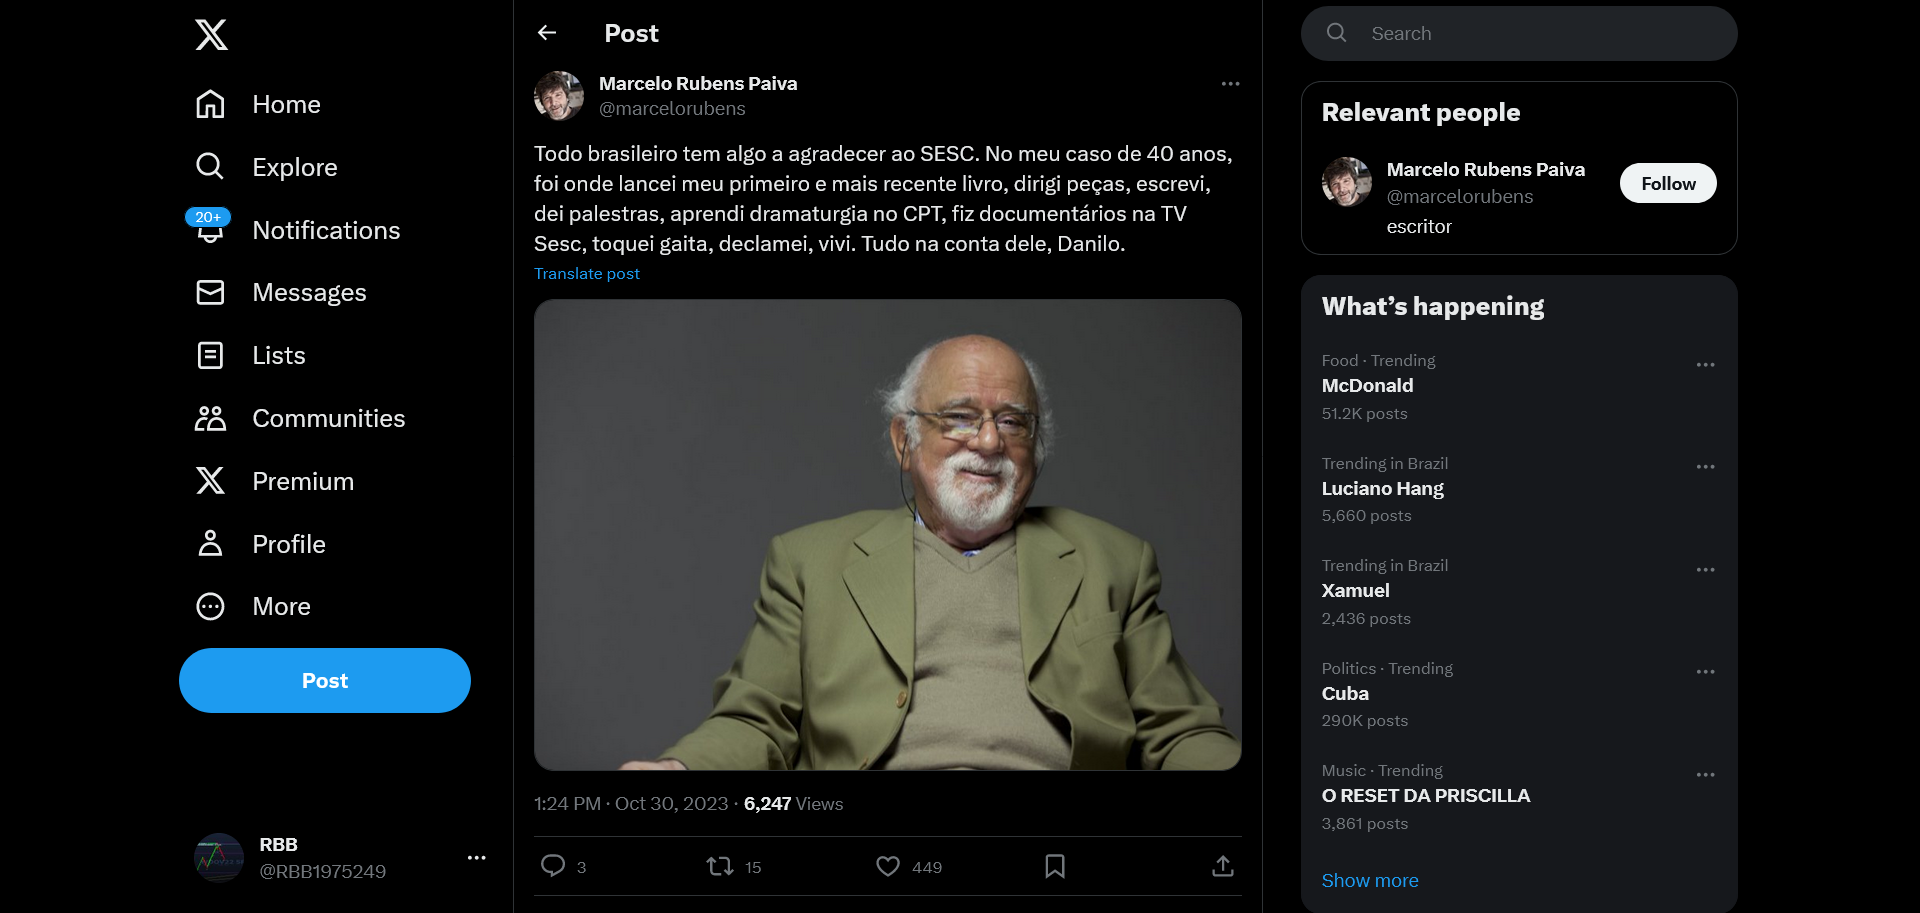 Home
Explore
20+
Notifications
Messages
Lists
Communities
Premium
Profile
More
Post
RBB
@RBB1975249
Post
Marcelo Rubens Paiva
@marcelorubens
Todo brasileiro tem algo a agradecer ao SESC. No meu caso de 40 anos,
foi onde lancei meu primeiro e mais recente livro, dirigi peças, escrevi,
dei palestras, aprendi dramaturgia no CPT, fiz documentários na TV
Sesc, toquei gaita, declamei, vivi. Tudo na conta dele, Danilo.
Translate post
1:24 PM · Oct 30, 2023 · 6,247 Views
3
15
449
Search
Relevant people
Marcelo Rubens Paiva
@marcelorubens
Follow
escritor
What’s happening
Food · Trending
McDonald
51.2K posts
Trending in Brazil
Luciano Hang
5,660 posts
Trending in Brazil
Xamuel
2,436 posts
Politics · Trending
Cuba
290K posts
Music · Trending
O RESET DA PRISCILLA
3,861 posts
Show more